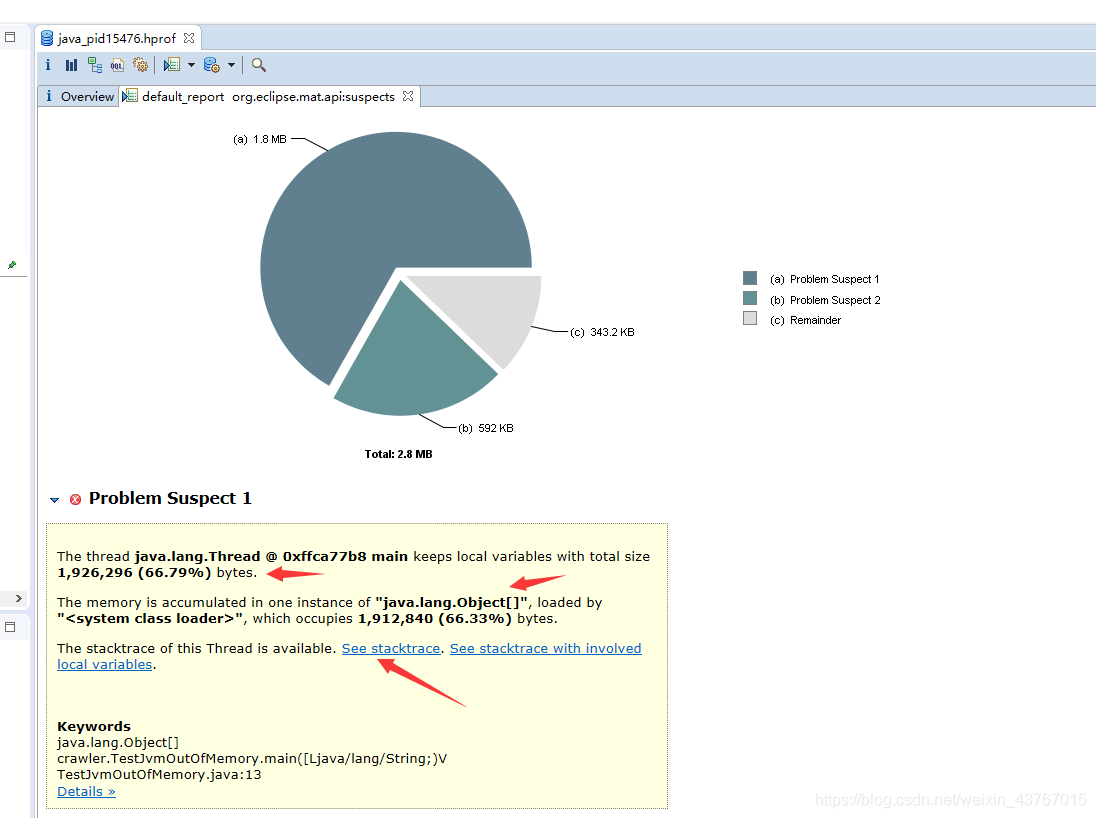 java_pid15476.hprof
i OQL
i Overview default_report org.eclipse.mat.api:suspects
(a) 1.8 MB
(a) Problem Suspect 1
(b) Problem Suspect 2
(c) Remainder
(c) 343.2 KB
(b) 592 KB
Total: 2.8 MB
Problem Suspect 1
The thread java.lang.Thread @ 0xffca77b8 main keeps local variables with total size
1,926,296 (66.79%) bytes.
The memory is accumulated in one instance of "java.lang.Object[]", loaded by
"<system class loader>", which occupies 1,912,840 (66.33%) bytes.
The stacktrace of this Thread is available. See stacktrace. See stacktrace with involved
local variables.
Keywords
java.lang.Object[]
crawler.TestJvmOutOfMemory.main([Ljava/lang/String;)V
TestJvmOutOfMemory.java:13
Details »
https://blog.csdn.net/weixin_43767015